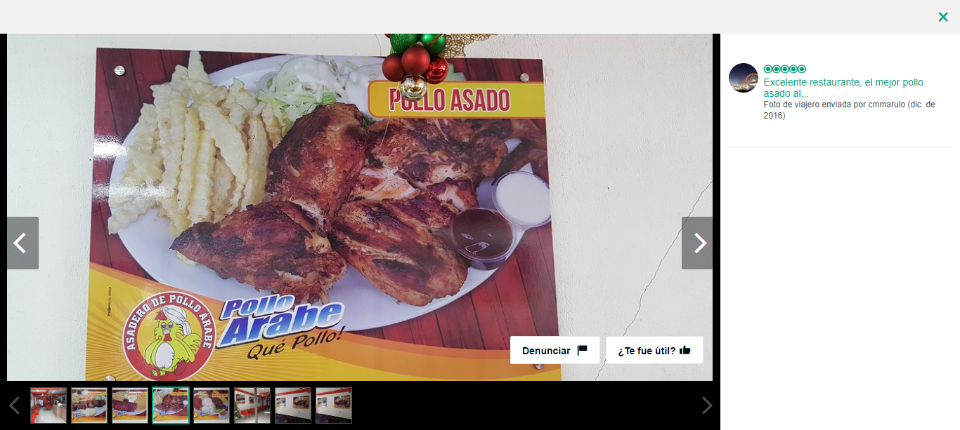 POLLO ASADO
ASADERO DE POLLO ARABE
Pollo
Arabe
Qué Pollo!
Denunciar
¿Te fue útil?
Excelente restaurante, el mejor pollo
asado al...
Foto de viajero enviada por cmmarulo (dic. de
2016)